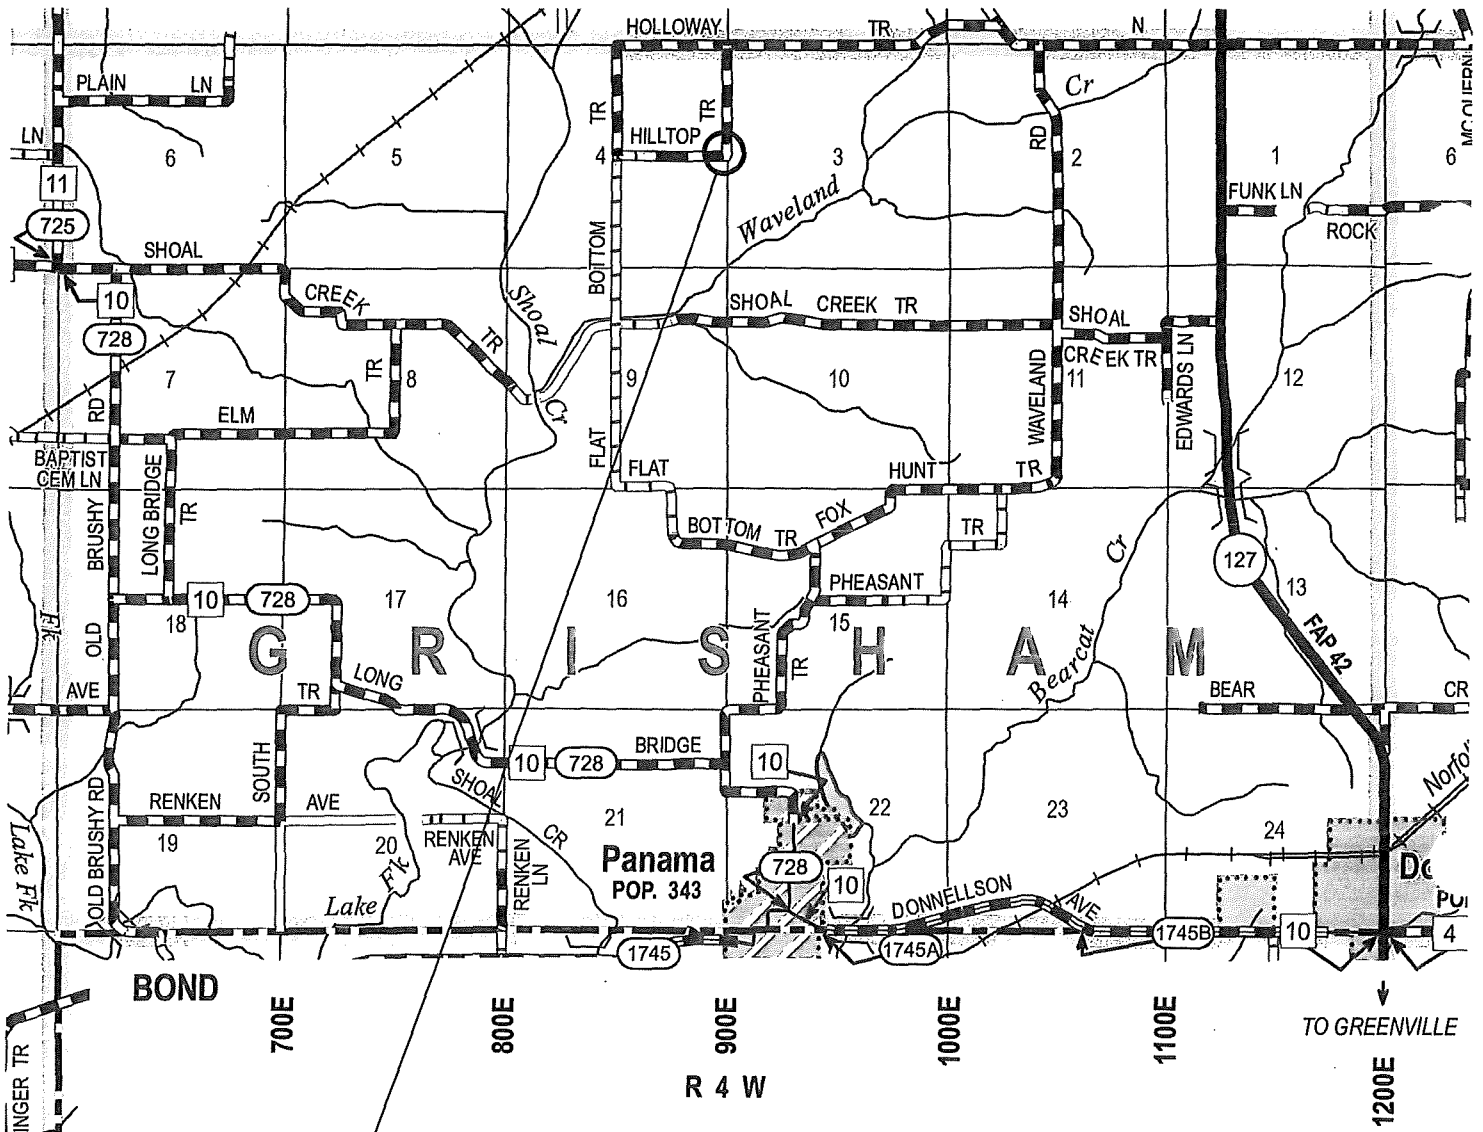 HOLLOWAY TR N
PLAIN LN
LN
6
5
TR
HILLTOP
TR
4
3
Cr
RD
2
1
6
11
725
FUNK LN
ROCK
Waveland
SHOAL
BOTTOM
10
728
CREEK
Shoal
SHOAL CREEK TR
SHOAL
CREEK TR
TR
7
TR
8
9
10
WAVELAND
11
EDWARDS LN
12
RD
ELM
Cr
BAPTIST
CEM LN
LONG BRIDGE
TR
FLAT
FLAT
HUNT TR
BRUSHY
BOTTOM TR
FOX
TR
Cr
127
10
728
17
16
PHEASANT
14
13
18
15
Fk
OLD
G R I S H A M
PHEASANT
TR
Bearcat
FAP 42
AVE
TR
LONG
BEAR
CR
SOUTH
10
728
BRIDGE
10
Norfo
SHOAL
CR
OLD BRUSHY RD
RENKEN AVE
22
23
21
24
19
20
RENKEN
AVE
RENKEN
LN
Lake Fk
Panama
POP. 343
728
10
Lake
Fk
DONNELLSON AVE
1745
1745A
1745B
10
4
BOND
700E
800E
900E
1000E
1100E
1200E
TO GREENVILLE
R 4 W
INGER TR